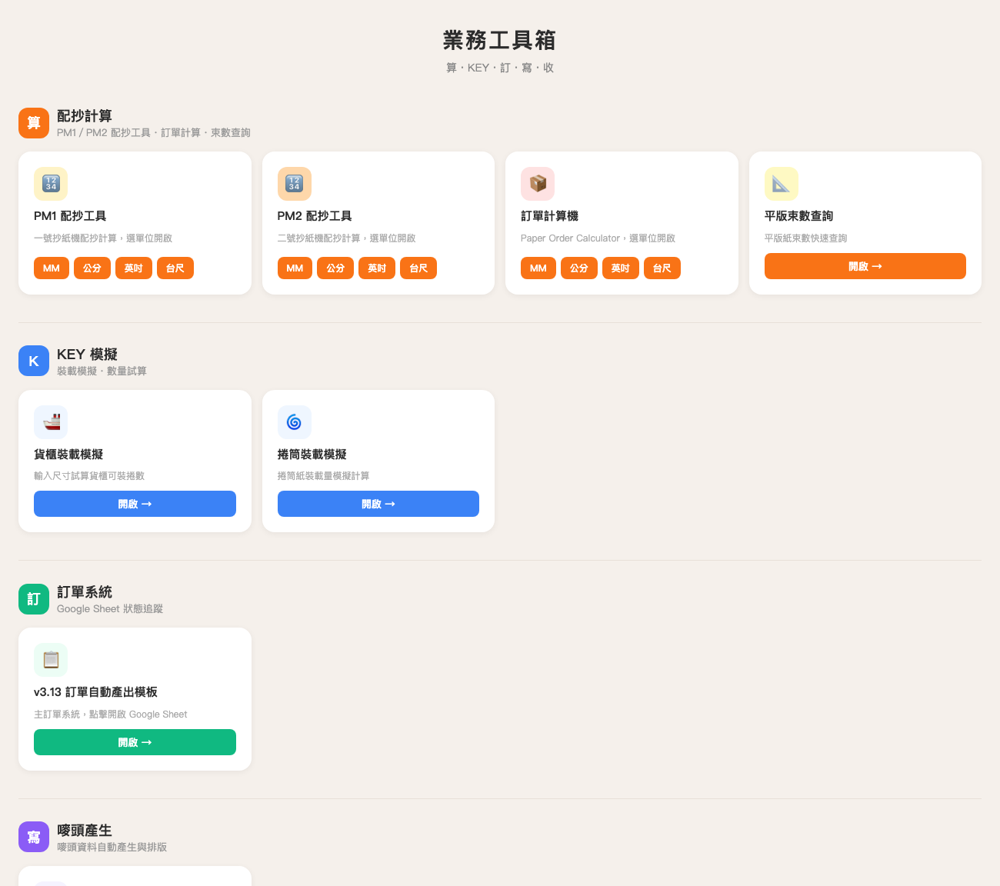 業務工具箱
算・KEY・訂・寫・收
算
配抄計算
PM1 / PM2 配抄工具・訂單計算・束數查詢
PM1 配抄工具
一號抄紙機配抄計算，選單位開啟
MM 公分 英吋 台尺
PM2 配抄工具
二號抄紙機配抄計算，選單位開啟
MM 公分 英吋 台尺
訂單計算機
Paper Order Calculator，選單位開啟
MM 公分 英吋 台尺
平版束數查詢
平版紙束數快速查詢
開啟 →
K
KEY 模擬
裝載模擬・數量試算
貨櫃裝載模擬
輸入尺寸試算貨櫃可裝捲數
開啟 →
捲筒裝載模擬
捲筒紙裝載量模擬計算
開啟 →
訂
訂單系統
Google Sheet 狀態追蹤
v3.13 訂單自動產出模板
主訂單系統，點擊開啟 Google Sheet
開啟 →
寫
嘜頭產生
嘜頭資料自動產生與排版